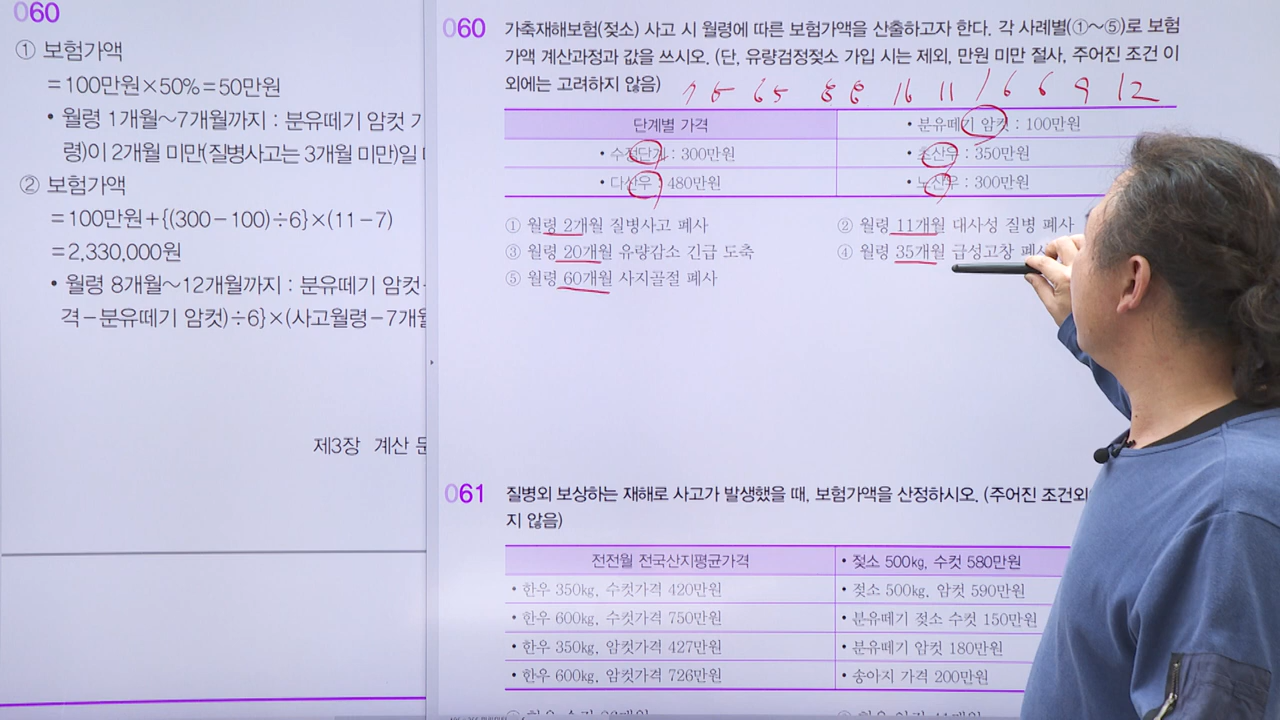 060
① 보험가액
=100만원×50%=50만원
• 월령 1개월~7개월까지 : 분유떼기 암컷 가
령)이 2개월 미만(질병사고는 3개월 미만)일
② 보험가액
=100만원+{(300-100)÷6}×(11-7)
=2,330,000원
• 월령 8개월~12개월까지 : 분유떼기 암컷
격-분유떼기 암컷)÷6}×(사고월령-7개월
제3장 계산 문
060 가축재해보험(젖소) 사고 시 월령에 따른 보험가액을 산출하고자 한다. 각 사례별(①~⑤)로 보험
가액 계산과정과 값을 쓰시오. (단, 유량검정젖소 가입 시는 제외, 만원 미만 절사, 주어진 조건 이
외에는 고려하지 않음)
6 6 9 12
단계별 가격 • 분유떼기 암컷 : 100만원
• 수정단계 : 300만원 • 초산우 : 350만원
• 다산우 : 480만원 • 노산우 : 300만원
① 월령 2개월 질병사고 폐사 ② 월령 11개월 대사성 질병 폐사
③ 월령 20개월 유량감소 긴급 도축 ④ 월령 35개월 급성고창 폐사
⑤ 월령 60개월 사지골절 폐사
061 질병외 보상하는 재해로 사고가 발생했을 때, 보험가액을 산정하시오. (주어진 조건외
지 않음)
전전월 전국산지평균가격 • 젖소 500kg, 수컷 580만원
• 한우 350kg, 수컷가격 420만원 • 젖소 500kg, 암컷 590만원
• 한우 600kg, 수컷가격 750만원 • 분유떼기 젖소 수컷 150만원
• 한우 350kg, 암컷가격 427만원 • 분유떼기 암컷 180만원
• 한우 600kg, 암컷가격 726만원 • 송아지 가격 200만원